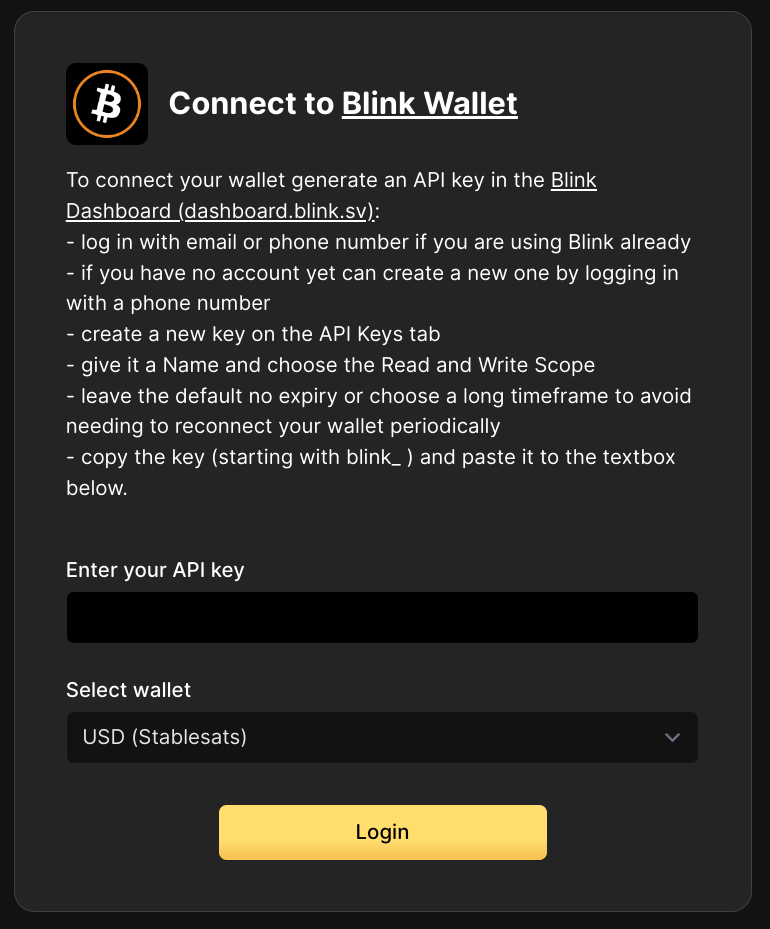 Connect to Blink Wallet
To connect your wallet generate an API key in the Blink
Dashboard (dashboard.blink.sv):
- log in with email or phone number if you are using Blink already
- if you have no account yet can create a new one by logging in
with a phone number
- create a new key on the API Keys tab
- give it a Name and choose the Read and Write Scope
- leave the default no expiry or choose a long timeframe to avoid
needing to reconnect your wallet periodically
- copy the key (starting with blink_ ) and paste it to the textbox
below.
Enter your API key
Select wallet
USD (Stablesats)
Login